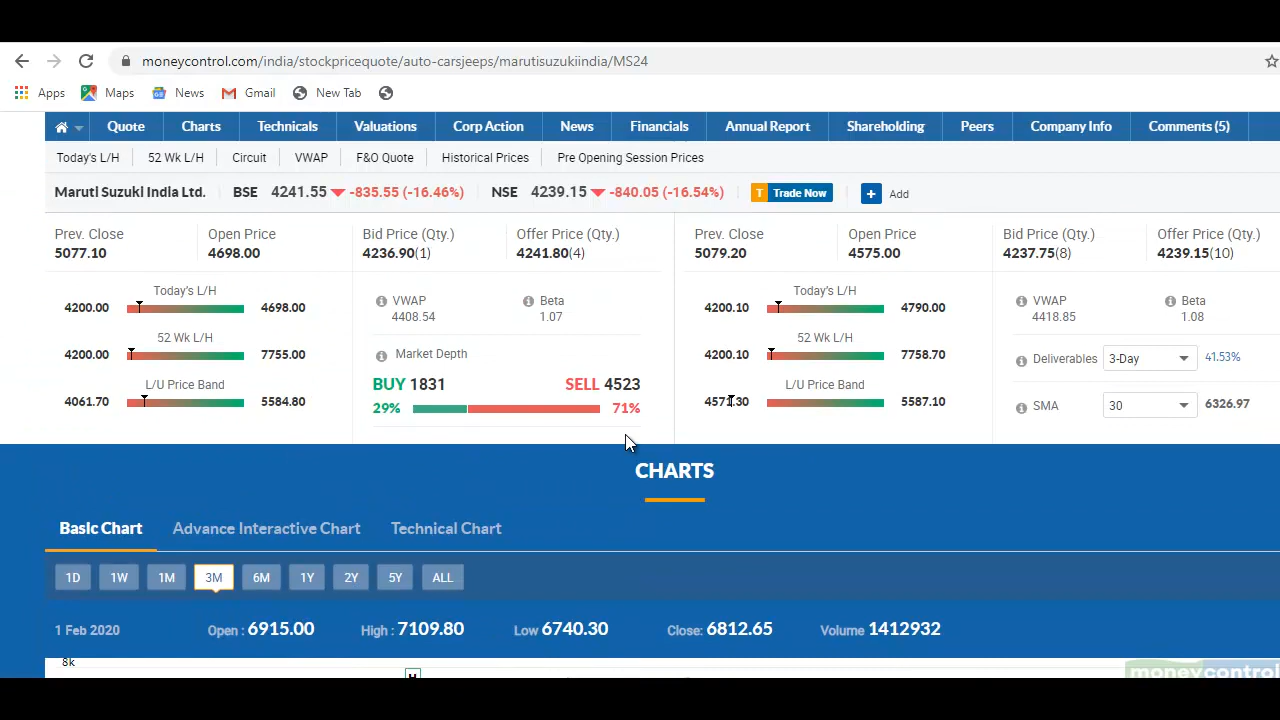 moneycontrol.com/india/stockpricequote/auto-carsjeeps/marutisuzukiindia/MS24
Apps Maps News Gmail New Tab
Quote Charts Technicals Valuations Corp Action News Financials Annual Report Shareholding Peers Company Info Comments (5)
Today's L/H 52 Wk L/H Circuit VWAP F&O Quote Historical Prices Pre Opening Session Prices
Maruti Suzuki India Ltd. BSE 4241.55 -835.55 (-16.46%) NSE 4239.15 -840.05 (-16.54%) T Trade Now + Add
Prev. Close Open Price Bid Price (Qty.) Offer Price (Qty.) Prev. Close Open Price Bid Price (Qty.) Offer Price (Qty.)
5077.10 4698.00 4236.90(1) 4241.80(4) 5079.20 4575.00 4237.75(8) 4239.15(10)
Today's L/H VWAP Beta Today's L/H VWAP Beta
4200.00 4698.00 4408.54 1.07 4200.10 4790.00 4418.85 1.08
52 Wk L/H Market Depth 52 Wk L/H
4200.00 7755.00 4200.10 7758.70 Deliverables 3-Day 41.53%
L/U Price Band BUY 1831 SELL 4523 L/U Price Band
4061.70 5584.80 29% 71% 5587.10 SMA 30 6326.97
CHARTS
Basic Chart Advance Interactive Chart Technical Chart
1D 1W 1M 3M 6M 1Y 2Y 5Y ALL
1 Feb 2020 Open : 6915.00 High : 7109.80 Low 6740.30 Close: 6812.65 Volume 1412932
8k H moneycontrol